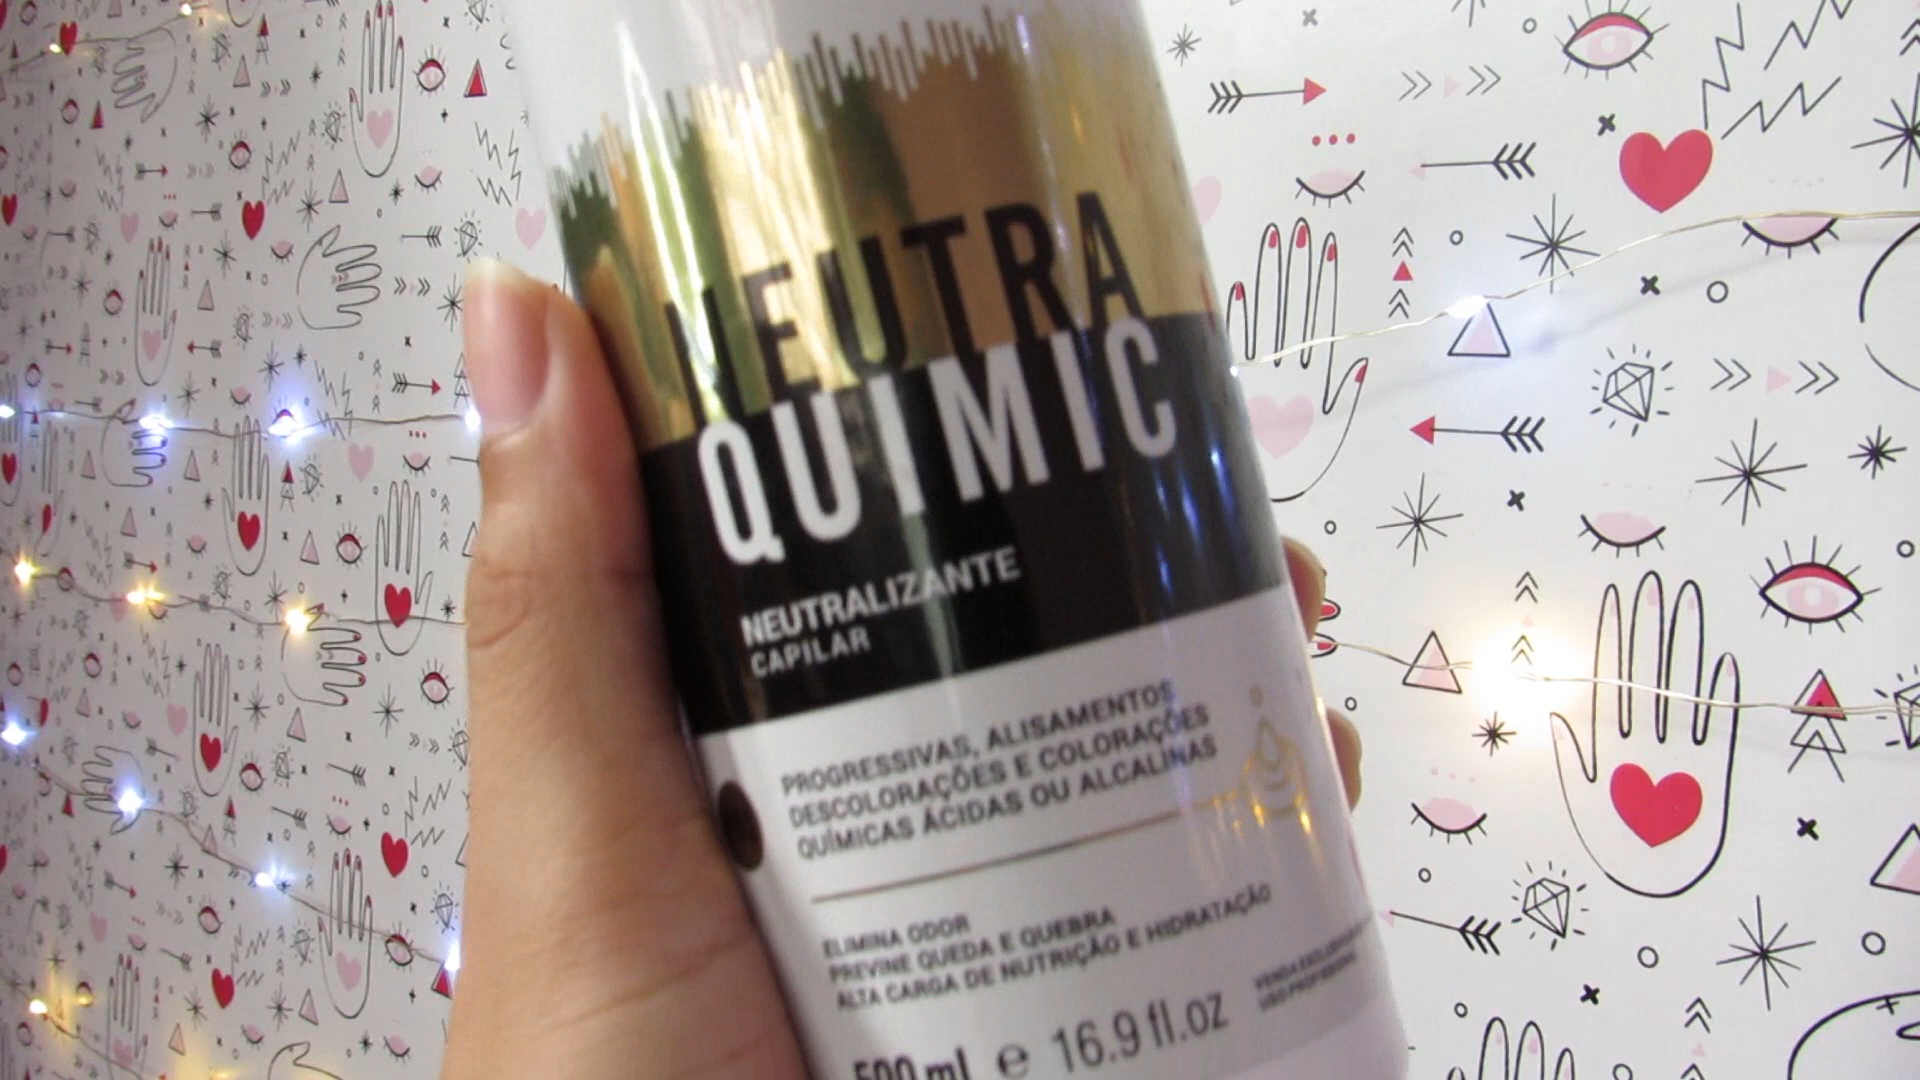 NEUTRA
QUIMIC
NEUTRALIZANTE
CAPILAR
PROGRESSIVAS, ALISAMENTOS
DESCOLORAÇÕES E COLORAÇÕES
QUÍMICAS ÁCIDAS OU ALCALINAS
ELIMINA ODOR
PREVINE QUEDA E QUEBRA
ALTA CARGA DE NUTRIÇÃO E HIDRATAÇÃO
VENDA
500 ml e 16.9 fl.oz